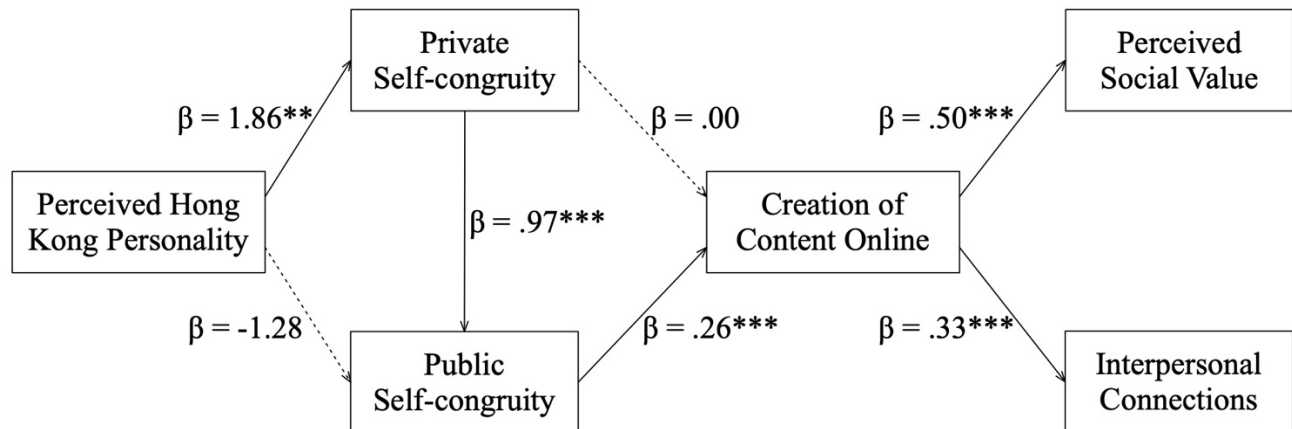 Private
Self-congruity
Perceived
Social Value
β = 1.86**
β = .00
β = .50***
Perceived Hong
Kong Personality
β = .97***
Creation of
Content Online
β = -1.28
β = .26***
β = .33***
Public
Self-congruity
Interpersonal
Connections